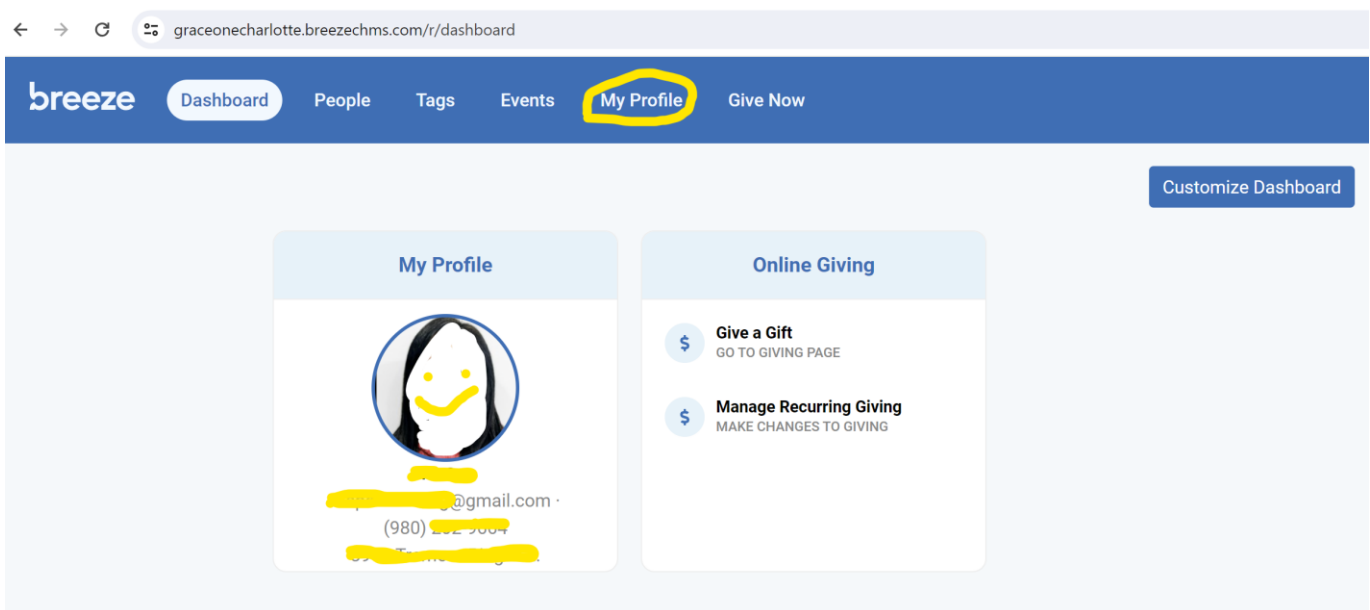 graceonecharlotte.breezechms.com/r/dashboard
breeze Dashboard People Tags Events My Profile Give Now
Customize Dashboard
My Profile
@gmail.com ·
(980)
Online Giving
$ Give a Gift
GO TO GIVING PAGE
$ Manage Recurring Giving
MAKE CHANGES TO GIVING